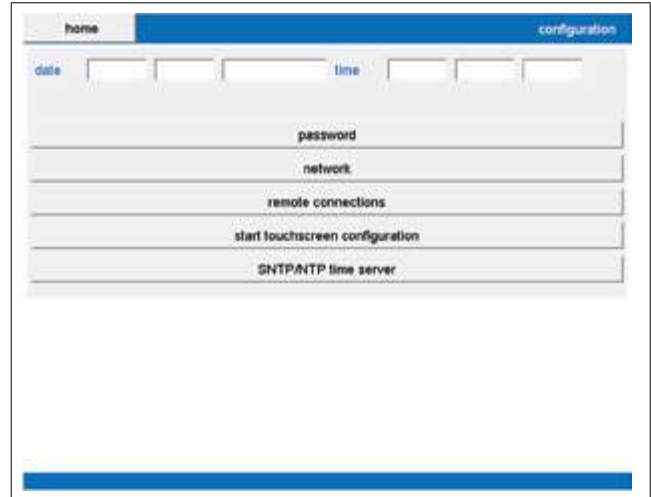 home configuration
date time
password
network
remote connections
start touchscreen configuration
SNTP/NTP time server